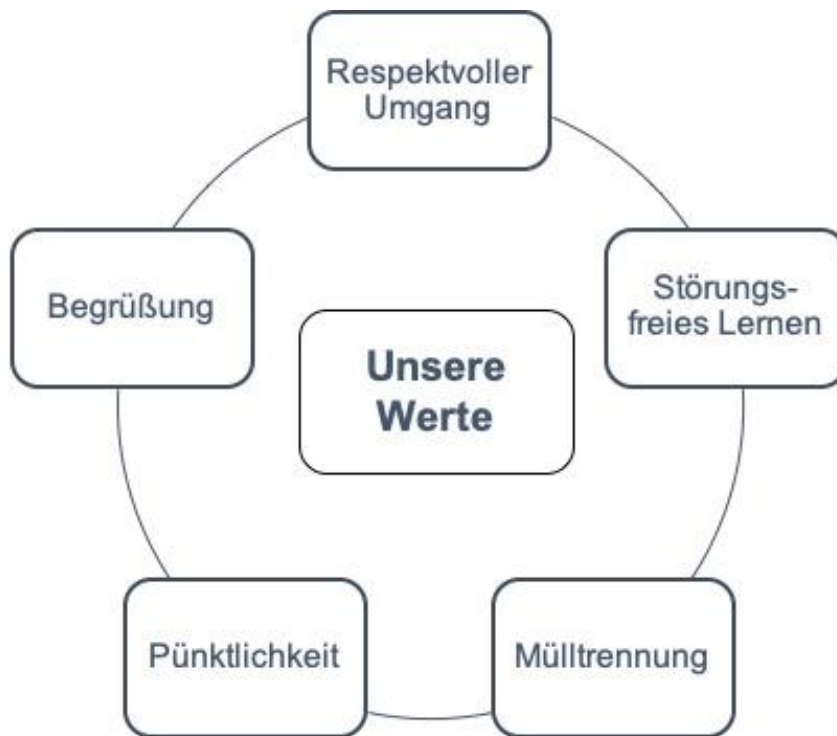 Respektvoller
Umgang
Störungs-
freies Lernen
Mülltrennung
Pünktlichkeit
Begrüßung
Unsere
Werte